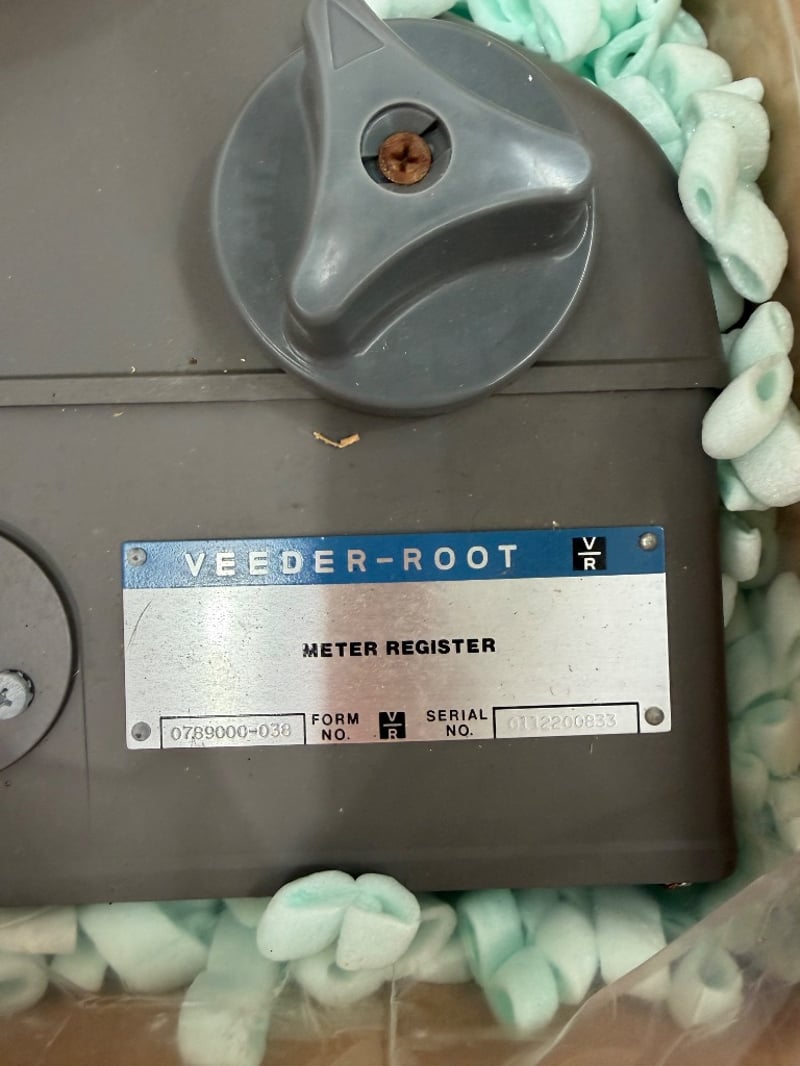 VEEDER-ROOT V/R
METER REGISTER
0789000-038 FORM NO. V/R SERIAL NO. 0112200833